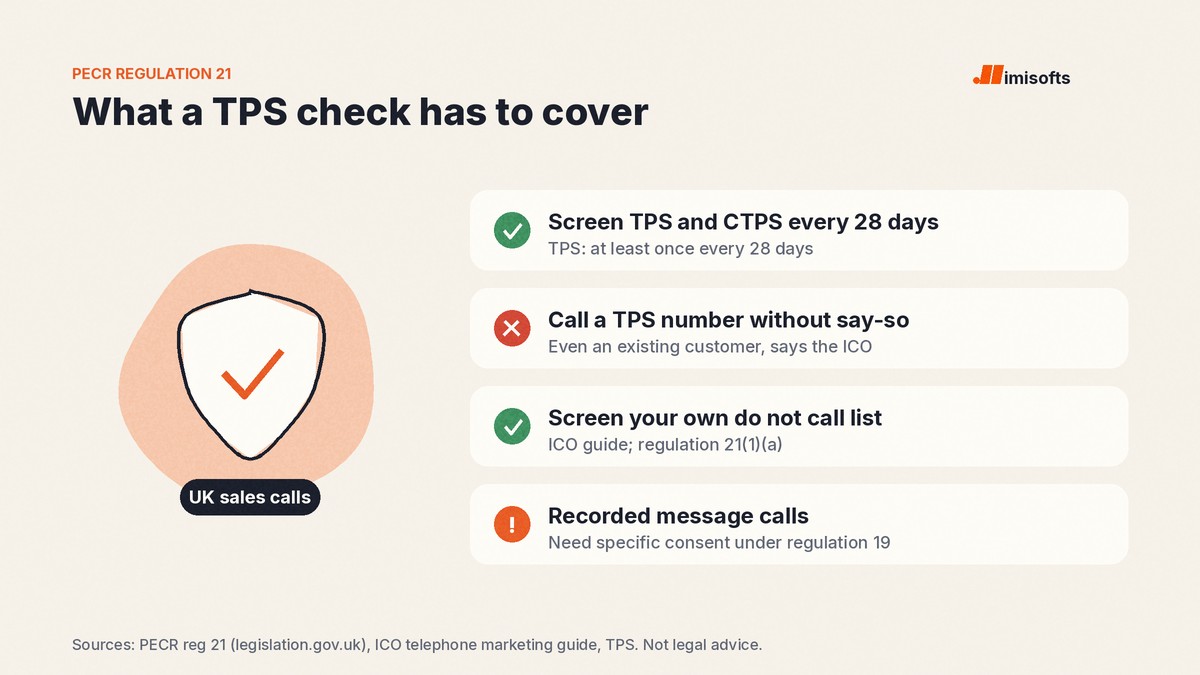 PECR REGULATION 21
What a TPS check has to cover
imisofts
Screen TPS and CTPS every 28 days
TPS: at least once every 28 days
Call a TPS number without say-so
Even an existing customer, says the ICO
Screen your own do not call list
ICO guide; regulation 21(1)(a)
Recorded message calls
Need specific consent under regulation 19
UK sales calls
Sources: PECR reg 21 (legislation.gov.uk), ICO telephone marketing guide, TPS. Not legal advice.